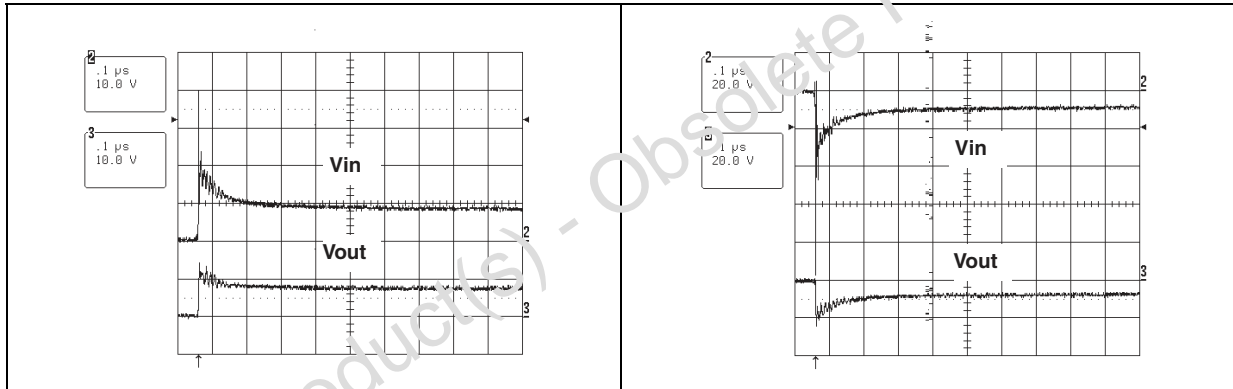 2
.1 µs
10.0 V
3
.1 µs
10.0 V
Vin
Vout
2
3
2
.1 µs
20.0 V
.1 µs
20.0 V
Vin
Vout
2
3
oduct(s) - Obsolete